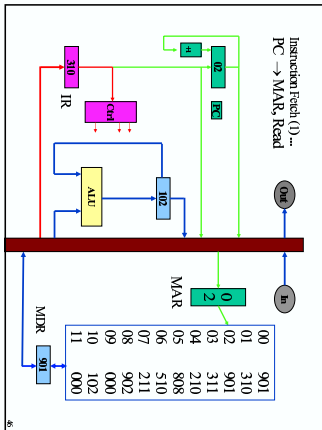 Instruction Fetch (1)...
PC → MAR, Read
Out
In
02
PC
0 2
MAR
00 901
01 310
02 901
03 311
04 210
05 808
06 510
07 211
08 902
09 000
10 102
11 000
102
ALU
Ctrl
310
IR
MDR
901